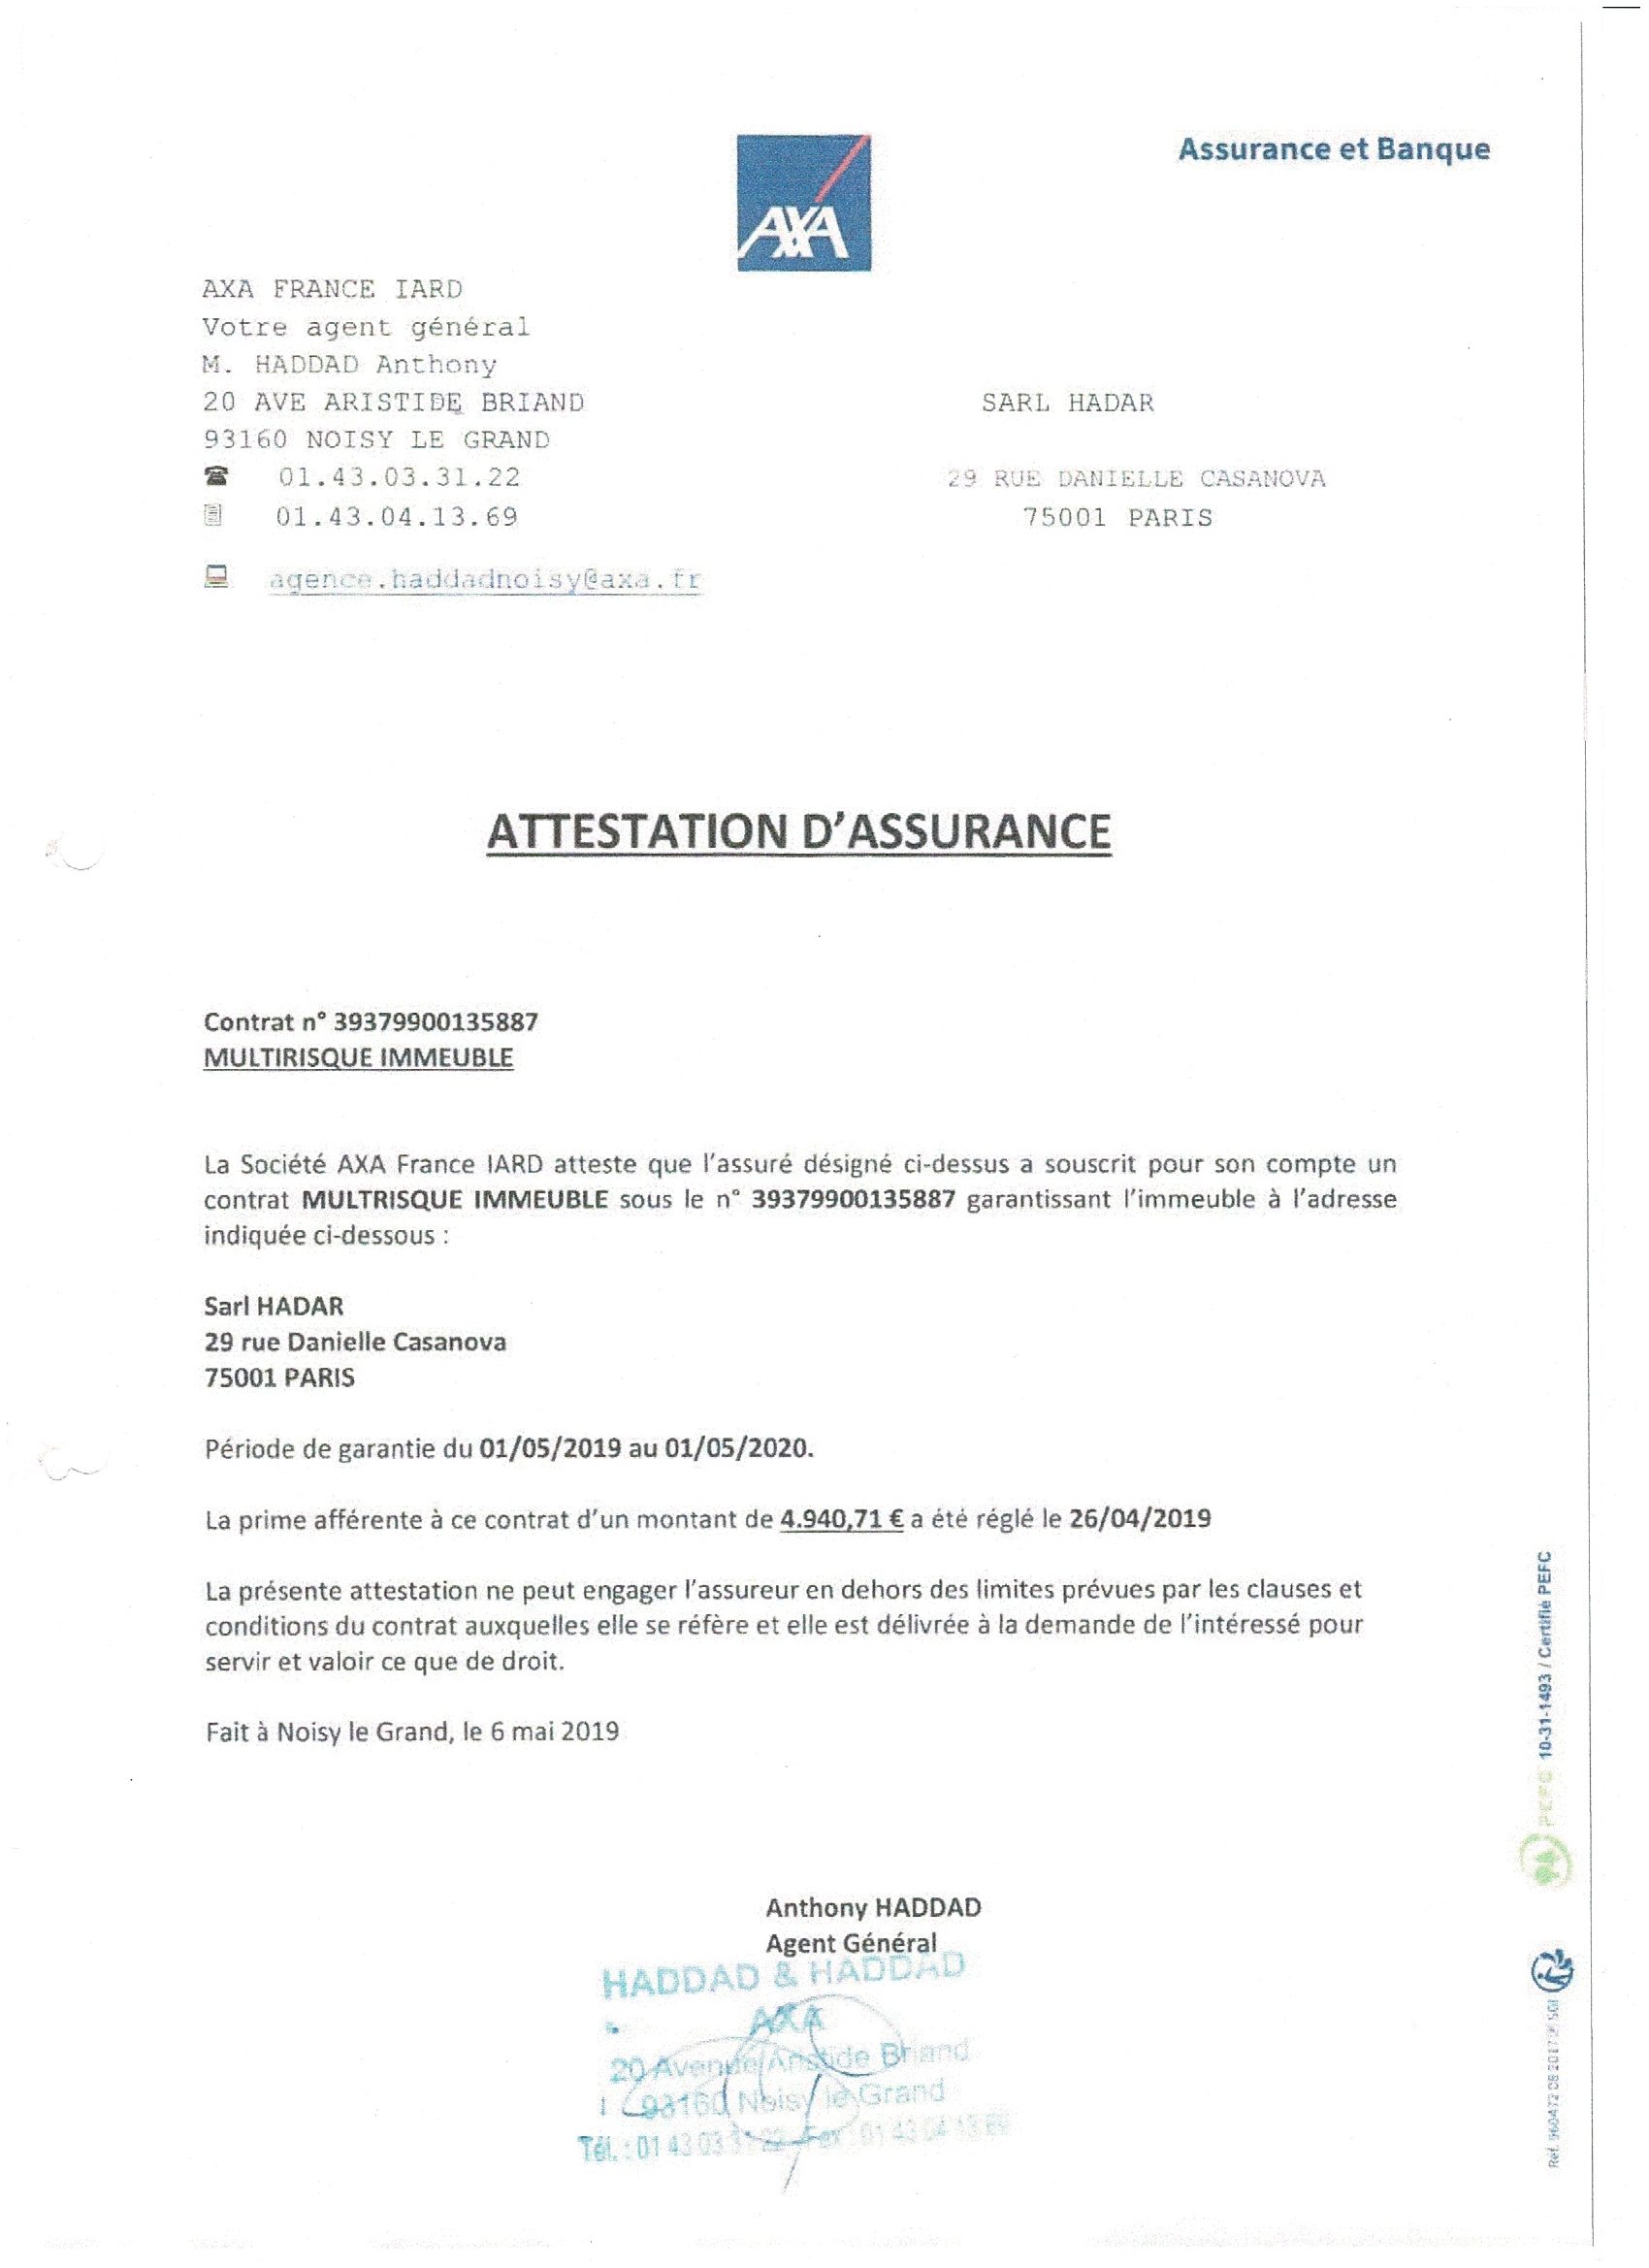 Assurance et Banque
AXA
AXA FRANCE IARD
Votre agent général
M. HADDAD Anthony
20 AVE ARISTIDE BRIAND
93160 NOISY LE GRAND
01.43.03.31.22
01.43.04.13.69
agence.haddadnoisy@axa.fr
SARL HADAR
29 RUE DANIELLE CASANOVA
75001 PARIS
ATTESTATION D'ASSURANCE
Contrat n° 39379900135887
MULTIRISQUE IMMEUBLE
La Société AXA France IARD atteste que l'assuré désigné ci-dessus a souscrit pour son compte un
contrat MULTRISQUE IMMEUBLE sous le n° 39379900135887 garantissant l'immeuble à l'adresse
indiquée ci-dessous :
Sarl HADAR
29 rue Danielle Casanova
75001 PARIS
Période de garantie du 01/05/2019 au 01/05/2020.
La prime afférente à ce contrat d'un montant de 4.940,71 € a été réglé le 26/04/2019
La présente attestation ne peut engager l'assureur en dehors des limites prévues par les clauses et
conditions du contrat auxquelles elle se réfère et elle est délivrée à la demande de l'intéressé pour
servir et valoir ce que de droit.
Fait à Noisy le Grand, le 6 mai 2019
Anthony HADDAD
Agent Général
HADDAD & HADDAD
AXA
20 Avenue Aristide Briand
93160 Noisy le Grand
Tél. : 01 43 03 31 22 Fax : 01 43 04 13 69
PEFC 10-31-1493 / Certifié PEFC
Réf. 960472 08 2017 SGI